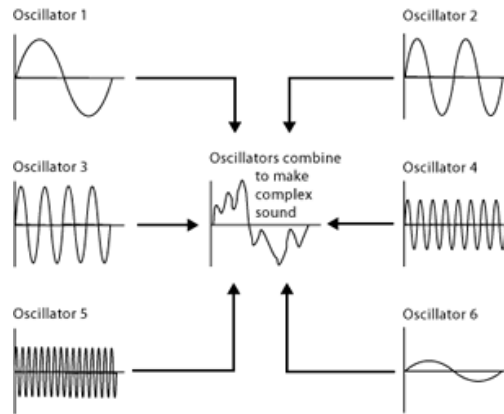 Oscillator 1
Oscillator 2
Oscillator 3
Oscillators combine
to make
complex
sound
Oscillator 4
Oscillator 5
Oscillator 6